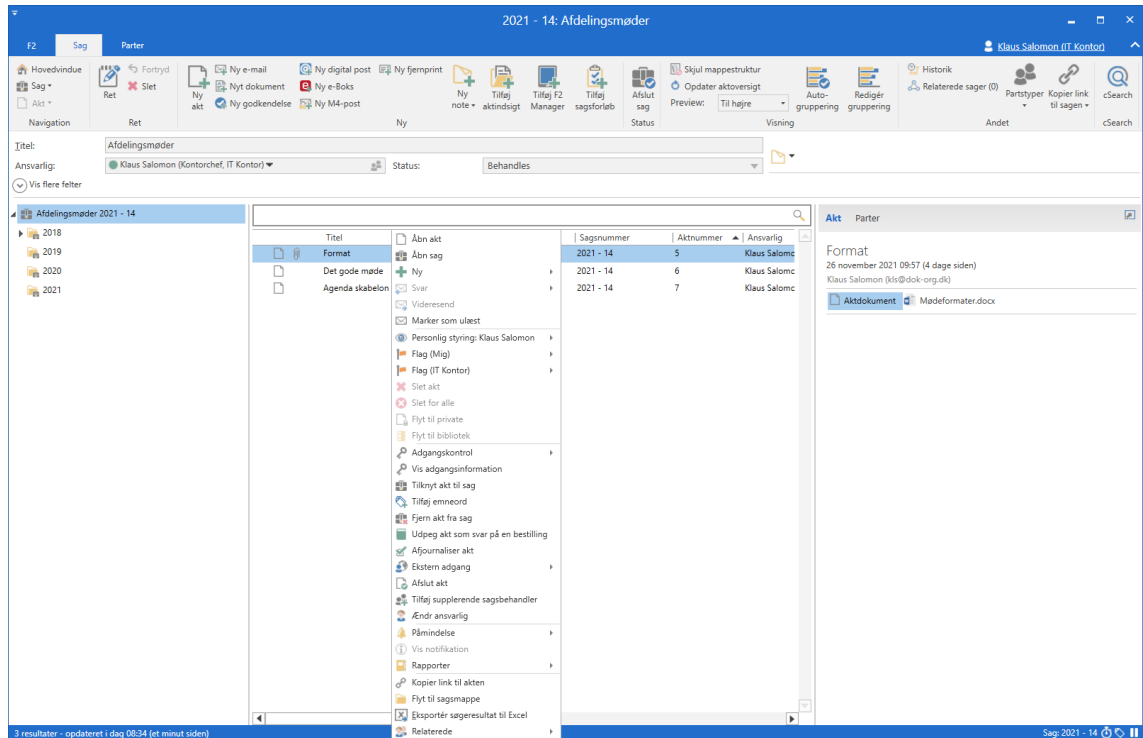 2021 - 14: Afdelingsmøder
F2 Sag Parter Klaus Salomon (IT Kontor)
Hovedvindue
Sag
Akt
Navigation
Ret
Fortryd
Slet
Ret
Ny akt
Ny e-mail
Nyt dokument
Ny godkendelse
Ny digital post
Ny e-Boks
Ny M4-post
Ny fjernprint
Ny note
Tilføj aktindsigt
Tilføj F2 Manager
Tilføj sagsforløb
Ny
Afslut sag
Status
Skjul mappestruktur
Opdater aktoversigt
Preview: Til højre
Auto-gruppering
Redigér gruppering
Visning
Historik
Relaterede sager (0)
Partstyper
Kopier link til sagen
Andet
cSearch
cSearch
Titel: Afdelingsmøder
Ansvarlig: Klaus Salomon (Kontorchef, IT Kontor) Status: Behandles
Vis flere felter
Afdelingsmøder 2021 - 14
2018
2019
2020
2021
Titel Sagsnummer Aktnummer Ansvarlig
Format 2021 - 14 5 Klaus Salomc
Det gode møde 2021 - 14 6 Klaus Salomc
Agenda skabelon 2021 - 14 7 Klaus Salomc
Åbn akt
Åbn sag
Ny
Svar
Videresend
Marker som ulæst
Personlig styring: Klaus Salomon
Flag (Mig)
Flag (IT Kontor)
Slet akt
Slet for alle
Flyt til private
Flyt til bibliotek
Adgangskontrol
Vis adgangsinformation
Tilknyt akt til sag
Tilføj emneord
Fjern akt fra sag
Udpeg akt som svar på en bestilling
Afjournaliser akt
Ekstern adgang
Afslut akt
Tilføj supplerende sagsbehandler
Ændr ansvarlig
Påmindelse
Vis notifikation
Rapporter
Kopier link til akten
Flyt til sagsmappe
Eksportér søgeresultat til Excel
Relaterede
Akt Parter
Format
26 november 2021 09:57 (4 dage siden)
Klaus Salomon (kls@dok-org.dk)
Aktdokument Mødeformater.docx
3 resultater - opdateret i dag 08:34 (et minut siden) Sag: 2021 - 14